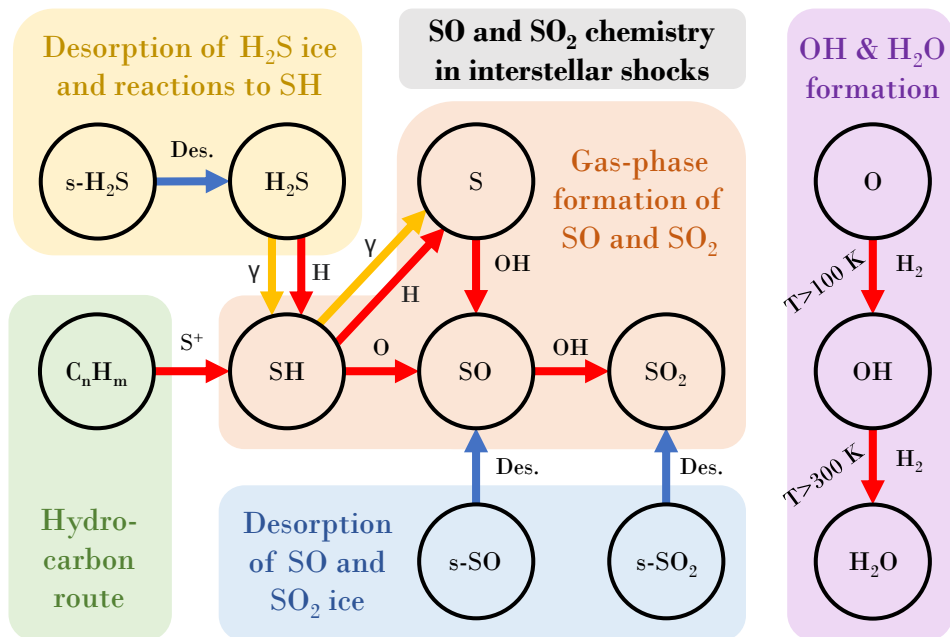 Desorption of H₂S ice
and reactions to SH
SO and SO₂ chemistry
in interstellar shocks
OH & H₂O
formation
s-H₂S
Des.
H₂S
S
Gas-phase
formation of
SO and SO₂
O
γ
H
γ
H
OH
T>100 K
H₂
CₙHₘ
S⁺
SH
O
SO
OH
SO₂
OH
Des.
Des.
T>300 K
H₂
Hydro-
carbon
route
Desorption
of SO and
SO₂ ice
s-SO
s-SO₂
H₂O